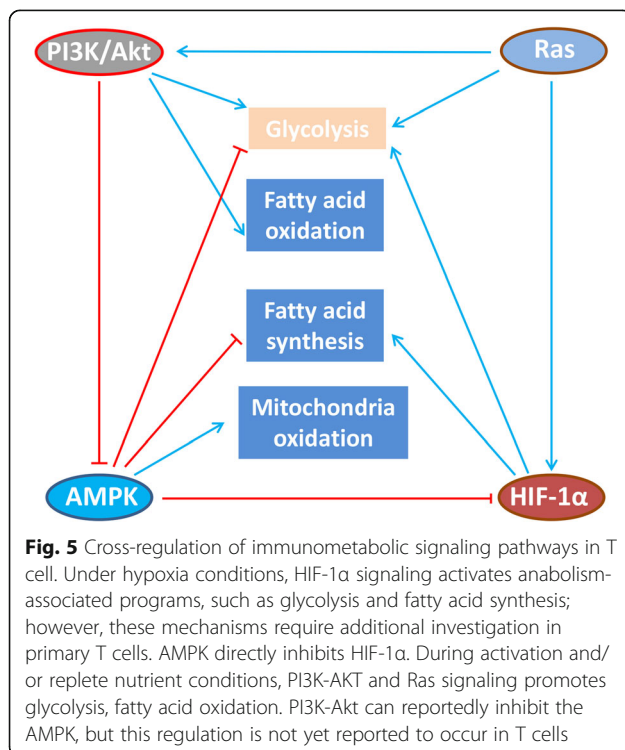 PI3K/Akt
Ras
Glycolysis
Fatty acid
oxidation
Fatty acid
synthesis
Mitochondria
oxidation
AMPK
HIF-1α
Fig. 5 Cross-regulation of immunometabolic signaling pathways in T
cell. Under hypoxia conditions, HIF-1α signaling activates anabolism-
associated programs, such as glycolysis and fatty acid synthesis;
however, these mechanisms require additional investigation in
primary T cells. AMPK directly inhibits HIF-1α. During activation and/
or replete nutrient conditions, PI3K-AKT and Ras signaling promotes
glycolysis, fatty acid oxidation. PI3K-Akt can reportedly inhibit the
AMPK, but this regulation is not yet reported to occur in T cells